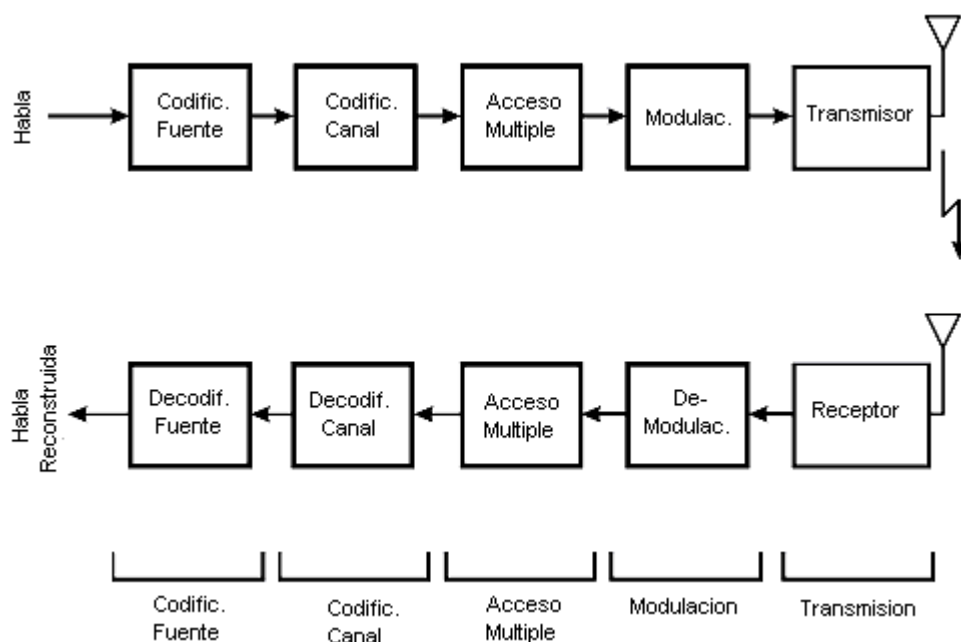 Habla
Codific.
Fuente
Codific.
Canal
Acceso
Multiple
Modulac.
Transmisor
Habla
Reconstruida
Decodif.
Fuente
Decodif.
Canal
Acceso
Multiple
De-
Modulac.
Receptor
Codific.
Fuente
Codific.
Canal
Acceso
Multiple
Modulacion
Transmision